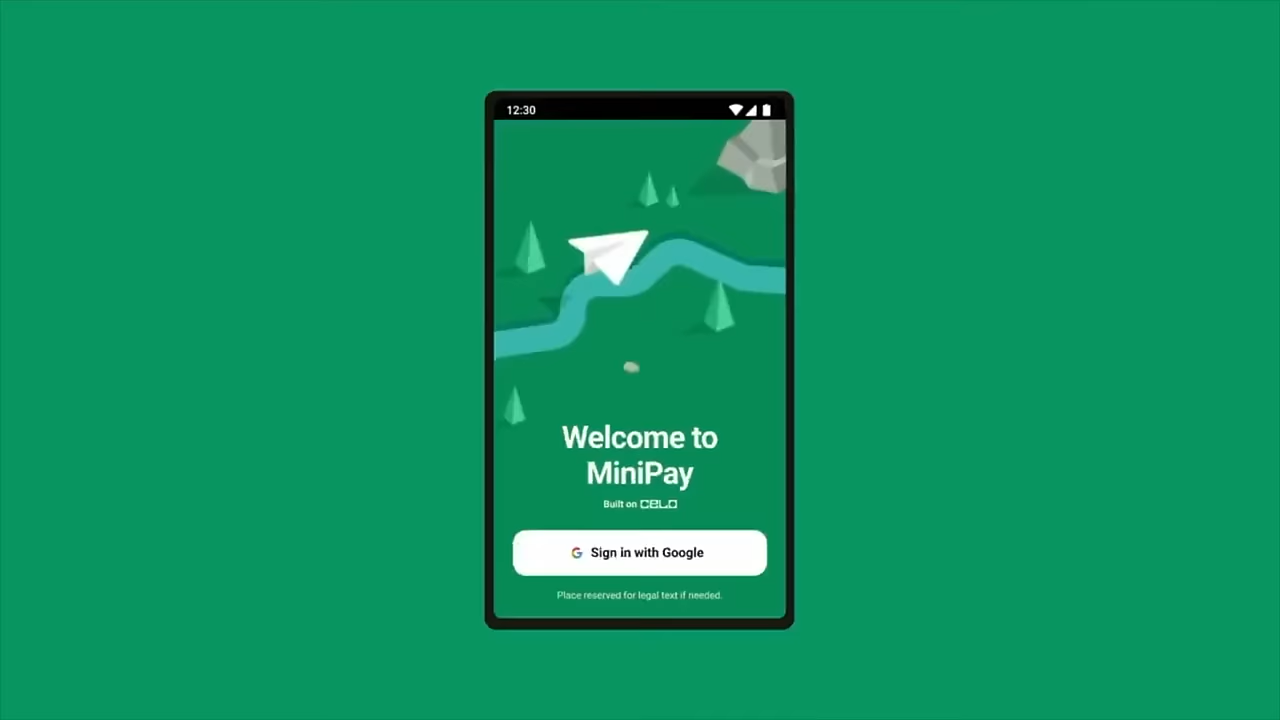 12:30
Welcome to
MiniPay
Built on CELO
Sign in with Google
Place reserved for legal text if needed.